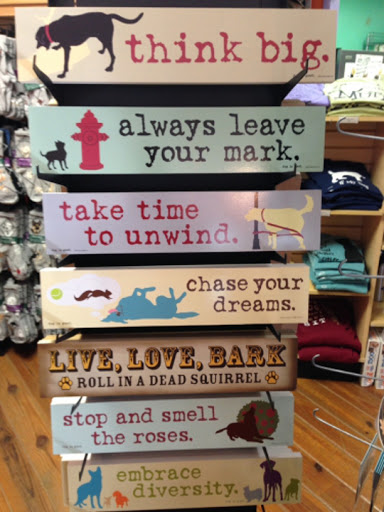 think big.
always leave
your mark.
take time
to unwind.
chase your
dreams.
LIVE, LOVE, BARK
ROLL IN A DEAD SQUIRREL
stop and smell
the roses.
embrace
diversity.